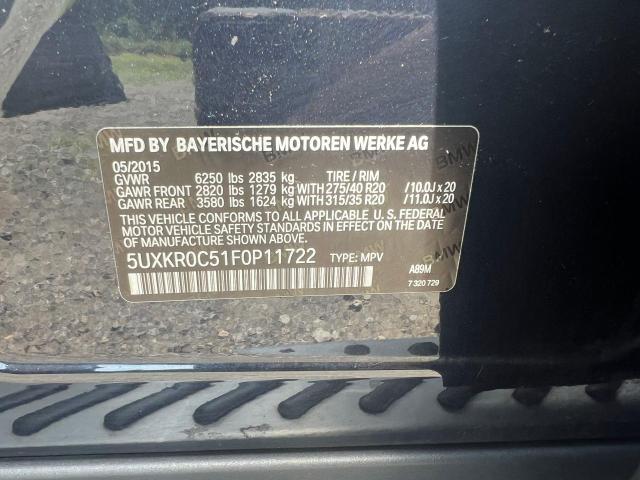 MFD BY BAYERISCHE MOTOREN WERKE AG
05/2015
GVWR 6250 lbs 2835 kg TIRE / RIM
GAWR FRONT 2820 lbs 1279 kg WITH 275/40 R20 /10.0J x 20
GAWR REAR 3580 lbs 1624 kg WITH 315/35 R20 /11.0J x 20
THIS VEHICLE CONFORMS TO ALL APPLICABLE U. S. FEDERAL
MOTOR VEHICLE SAFETY STANDARDS IN EFFECT ON THE DATE
OF MANUFACTURE SHOWN ABOVE.
5UXKR0C51F0P11722 TYPE: MPV
A89M
7 320 729